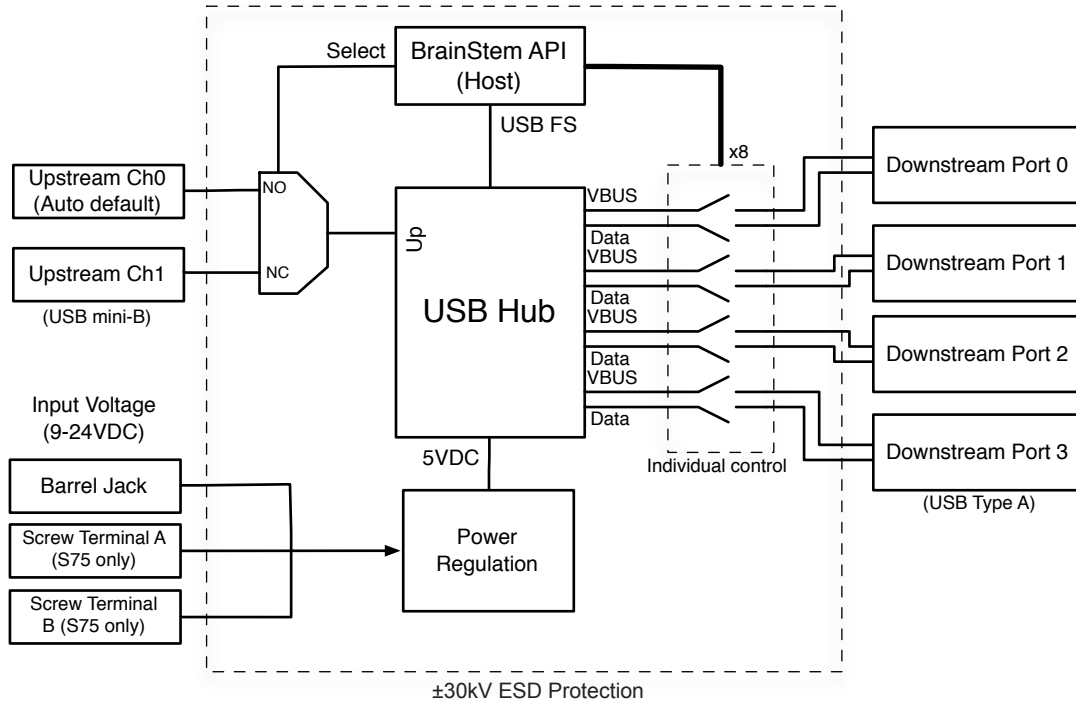 BrainStem API
(Host)
Select
USB FS
x8
Upstream Ch0
(Auto default)
NO
Upstream Ch1
NC
(USB mini-B)
Up
USB Hub
VBUS
Data
VBUS
Data
VBUS
Data
VBUS
Data
Individual control
Downstream Port 0
Downstream Port 1
Downstream Port 2
Downstream Port 3
(USB Type A)
Input Voltage
(9-24VDC)
5VDC
Barrel Jack
Screw Terminal A
(S75 only)
Screw Terminal
B (S75 only)
Power
Regulation
±30kV ESD Protection